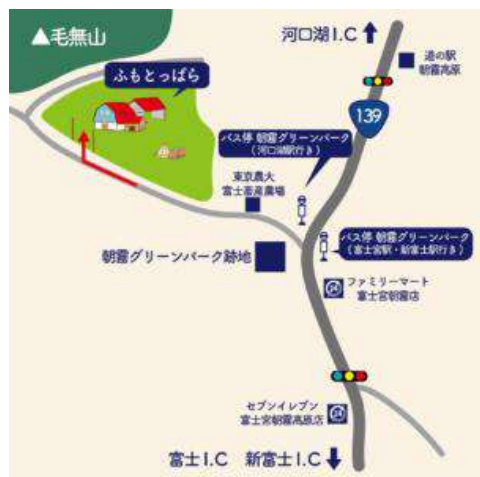 ▲毛無山
河口湖I.C
道の駅
朝霧高原
ふもとっぱら
139
バス停 朝霧グリーンパーク
(河口湖駅行き)
東京農大
富士畜産農場
バス停 朝霧グリーンパーク
(富士宮駅・新富士駅行き)
朝霧グリーンパーク跡地
24
ファミリーマート
富士宮朝霧店
セブンイレブン
富士宮朝霧高原店
24
富士I.C 新富士I.C